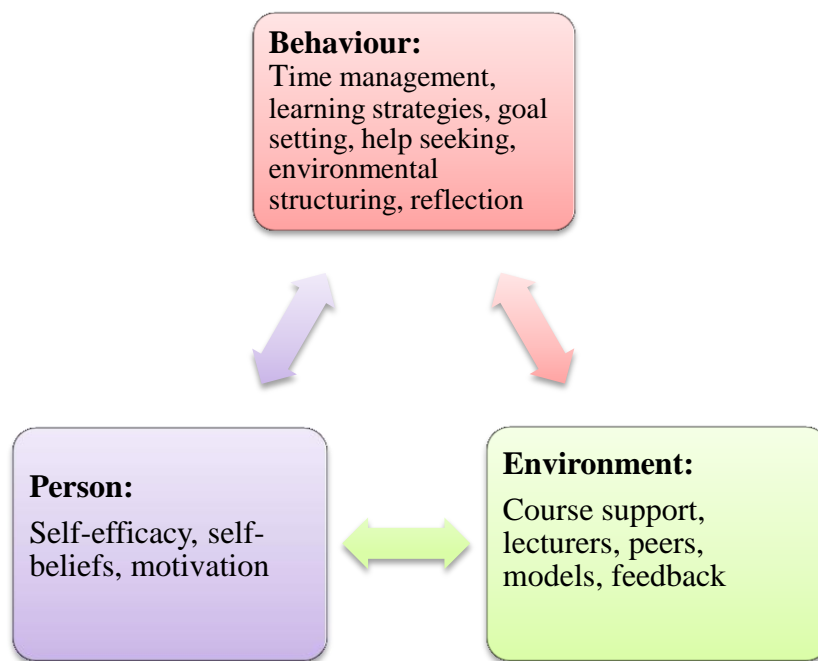 Behaviour:
Time management,
learning strategies, goal
setting, help seeking,
environmental
structuring, reflection
Person:
Self-efficacy, self-
beliefs, motivation
Environment:
Course support,
lecturers, peers,
models, feedback